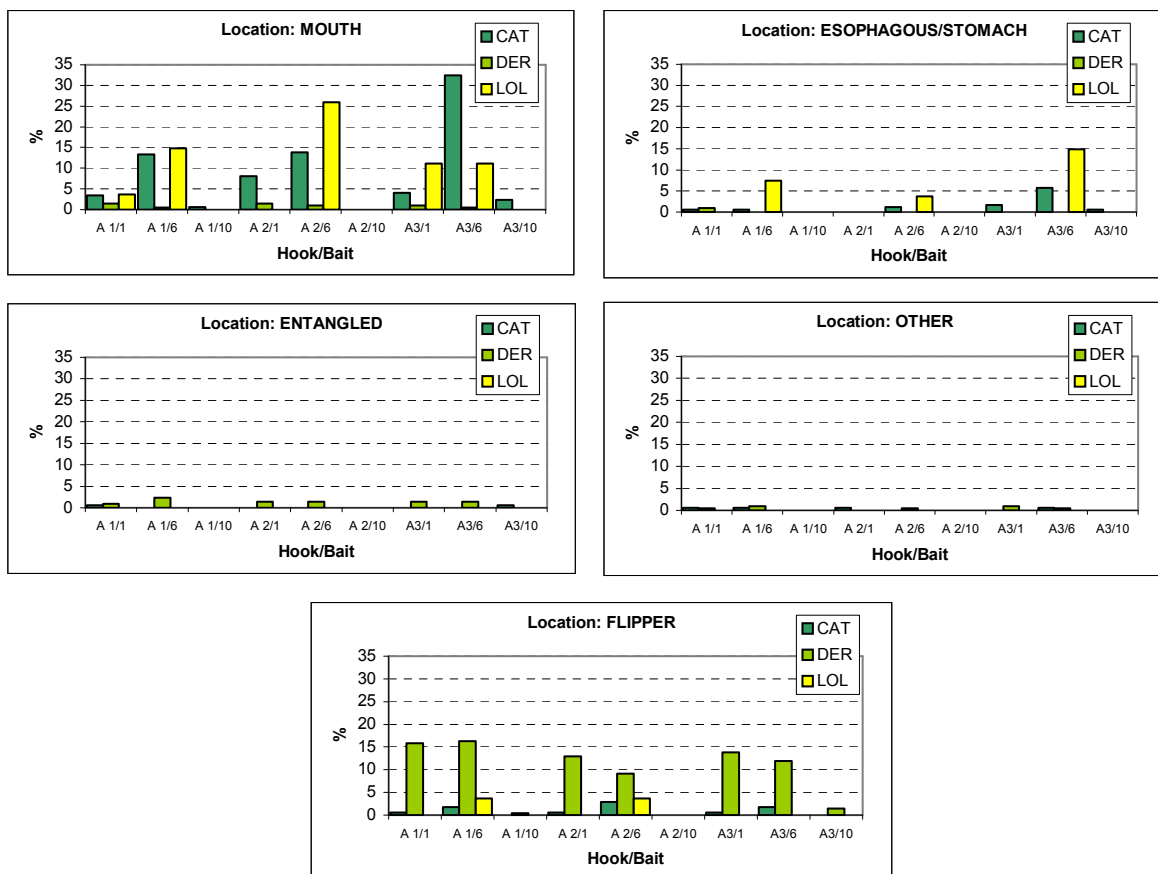 Location: MOUTH
CAT
DER
LOL
35
30
25
20
15
10
5
0
%
A 1/1 A 1/6 A 1/10 A 2/1 A 2/6 A 2/10 A3/1 A3/6 A3/10
Hook/Bait
Location: ESOPHAGOUS/STOMACH
CAT
DER
LOL
35
30
25
20
15
10
5
0
%
A 1/1 A 1/6 A 1/10 A 2/1 A 2/6 A 2/10 A3/1 A3/6 A3/10
Hook/Bait
Location: ENTANGLED
CAT
DER
LOL
35
30
25
20
15
10
5
0
%
A 1/1 A 1/6 A 1/10 A 2/1 A 2/6 A 2/10 A3/1 A3/6 A3/10
Hook/Bait
Location: OTHER
CAT
DER
LOL
35
30
25
20
15
10
5
0
%
A 1/1 A 1/6 A 1/10 A 2/1 A 2/6 A 2/10 A3/1 A3/6 A3/10
Hook/Bait
Location: FLIPPER
CAT
DER
LOL
35
30
25
20
15
10
5
0
%
A 1/1 A 1/6 A 1/10 A 2/1 A 2/6 A 2/10 A3/1 A3/6 A3/10
Hook/Bait